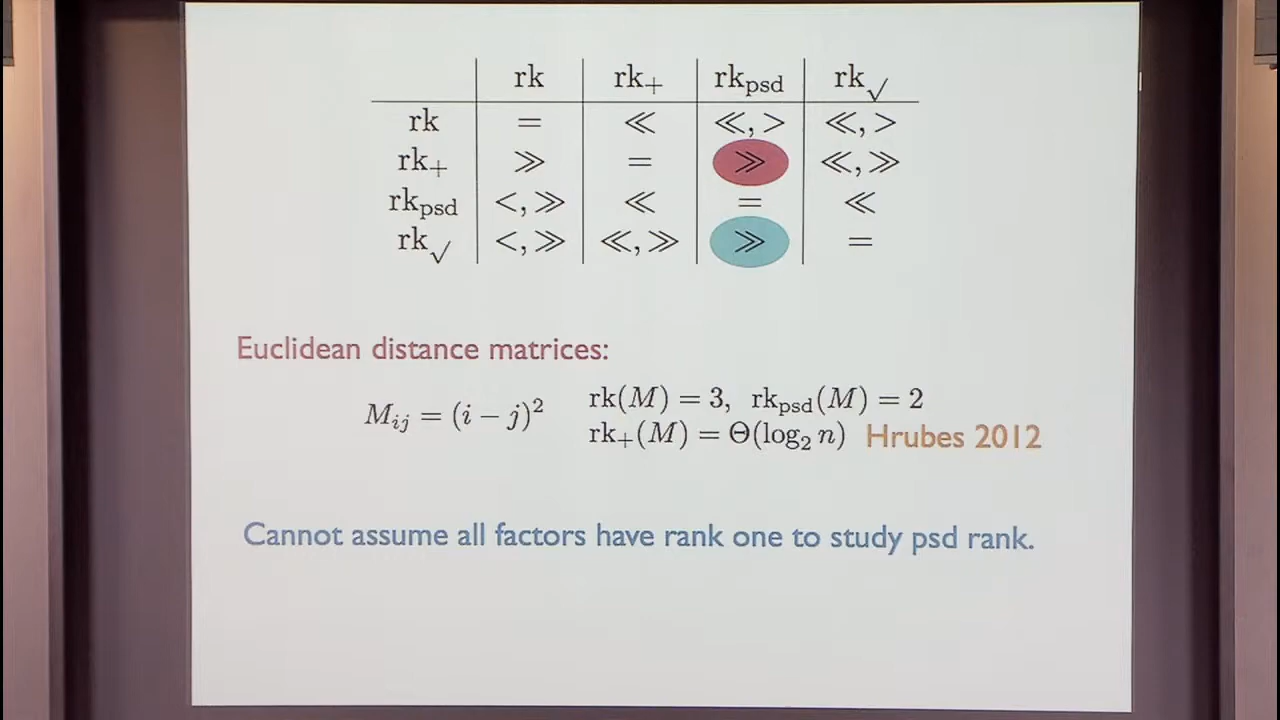 rk rk₊ rk_psd rk_√
rk = ≪ ≪, > ≪, >
rk₊ ≫ = ≫ ≪, ≫
rk_psd <, ≫ ≪ = ≪
rk_√ <, ≫ ≪, ≫ ≫ =
Euclidean distance matrices:
M_ij = (i − j)² rk(M) = 3, rk_psd(M) = 2
rk₊(M) = Θ(log₂ n) Hrubes 2012
Cannot assume all factors have rank one to study psd rank.